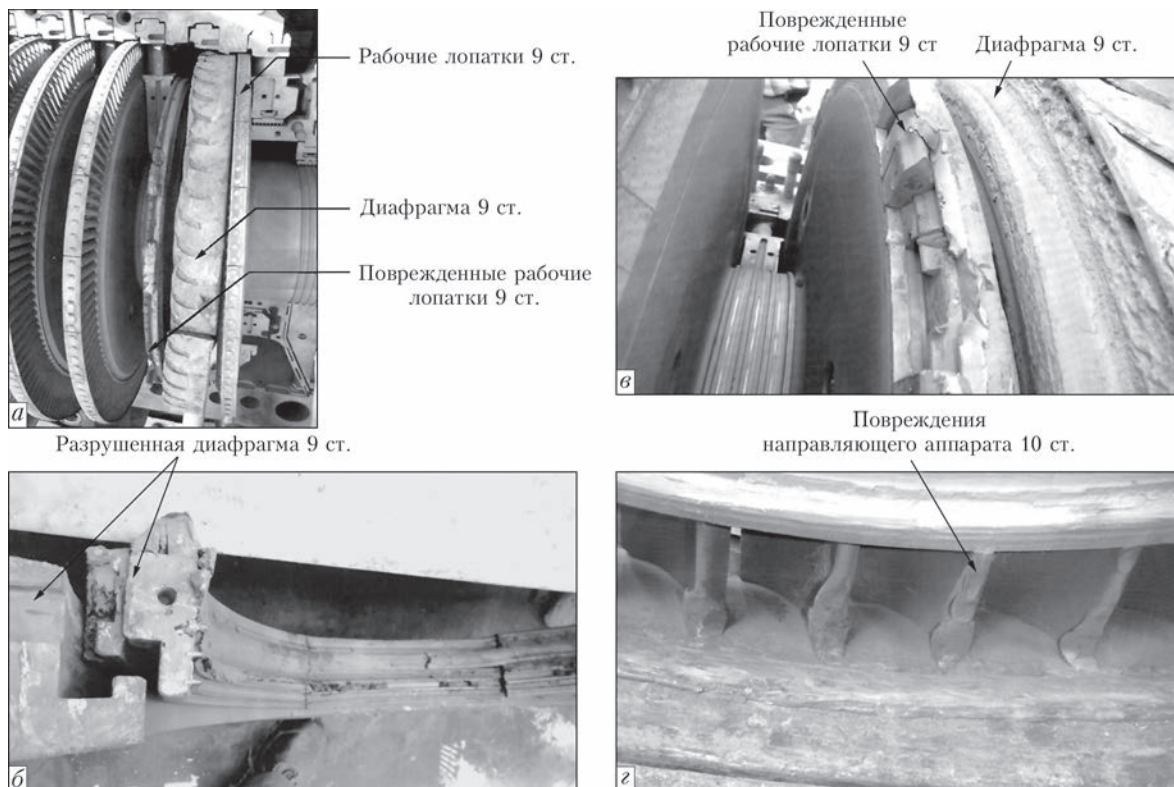 Рабочие лопатки 9 ст.
Диафрагма 9 ст.
Поврежденные рабочие
лопатки 9 ст.
а
Поврежденные
рабочие лопатки 9 ст
Диафрагма 9 ст.
в
Разрушенная диафрагма 9 ст.
б
Повреждения
направляющего аппарата 10 ст.
г